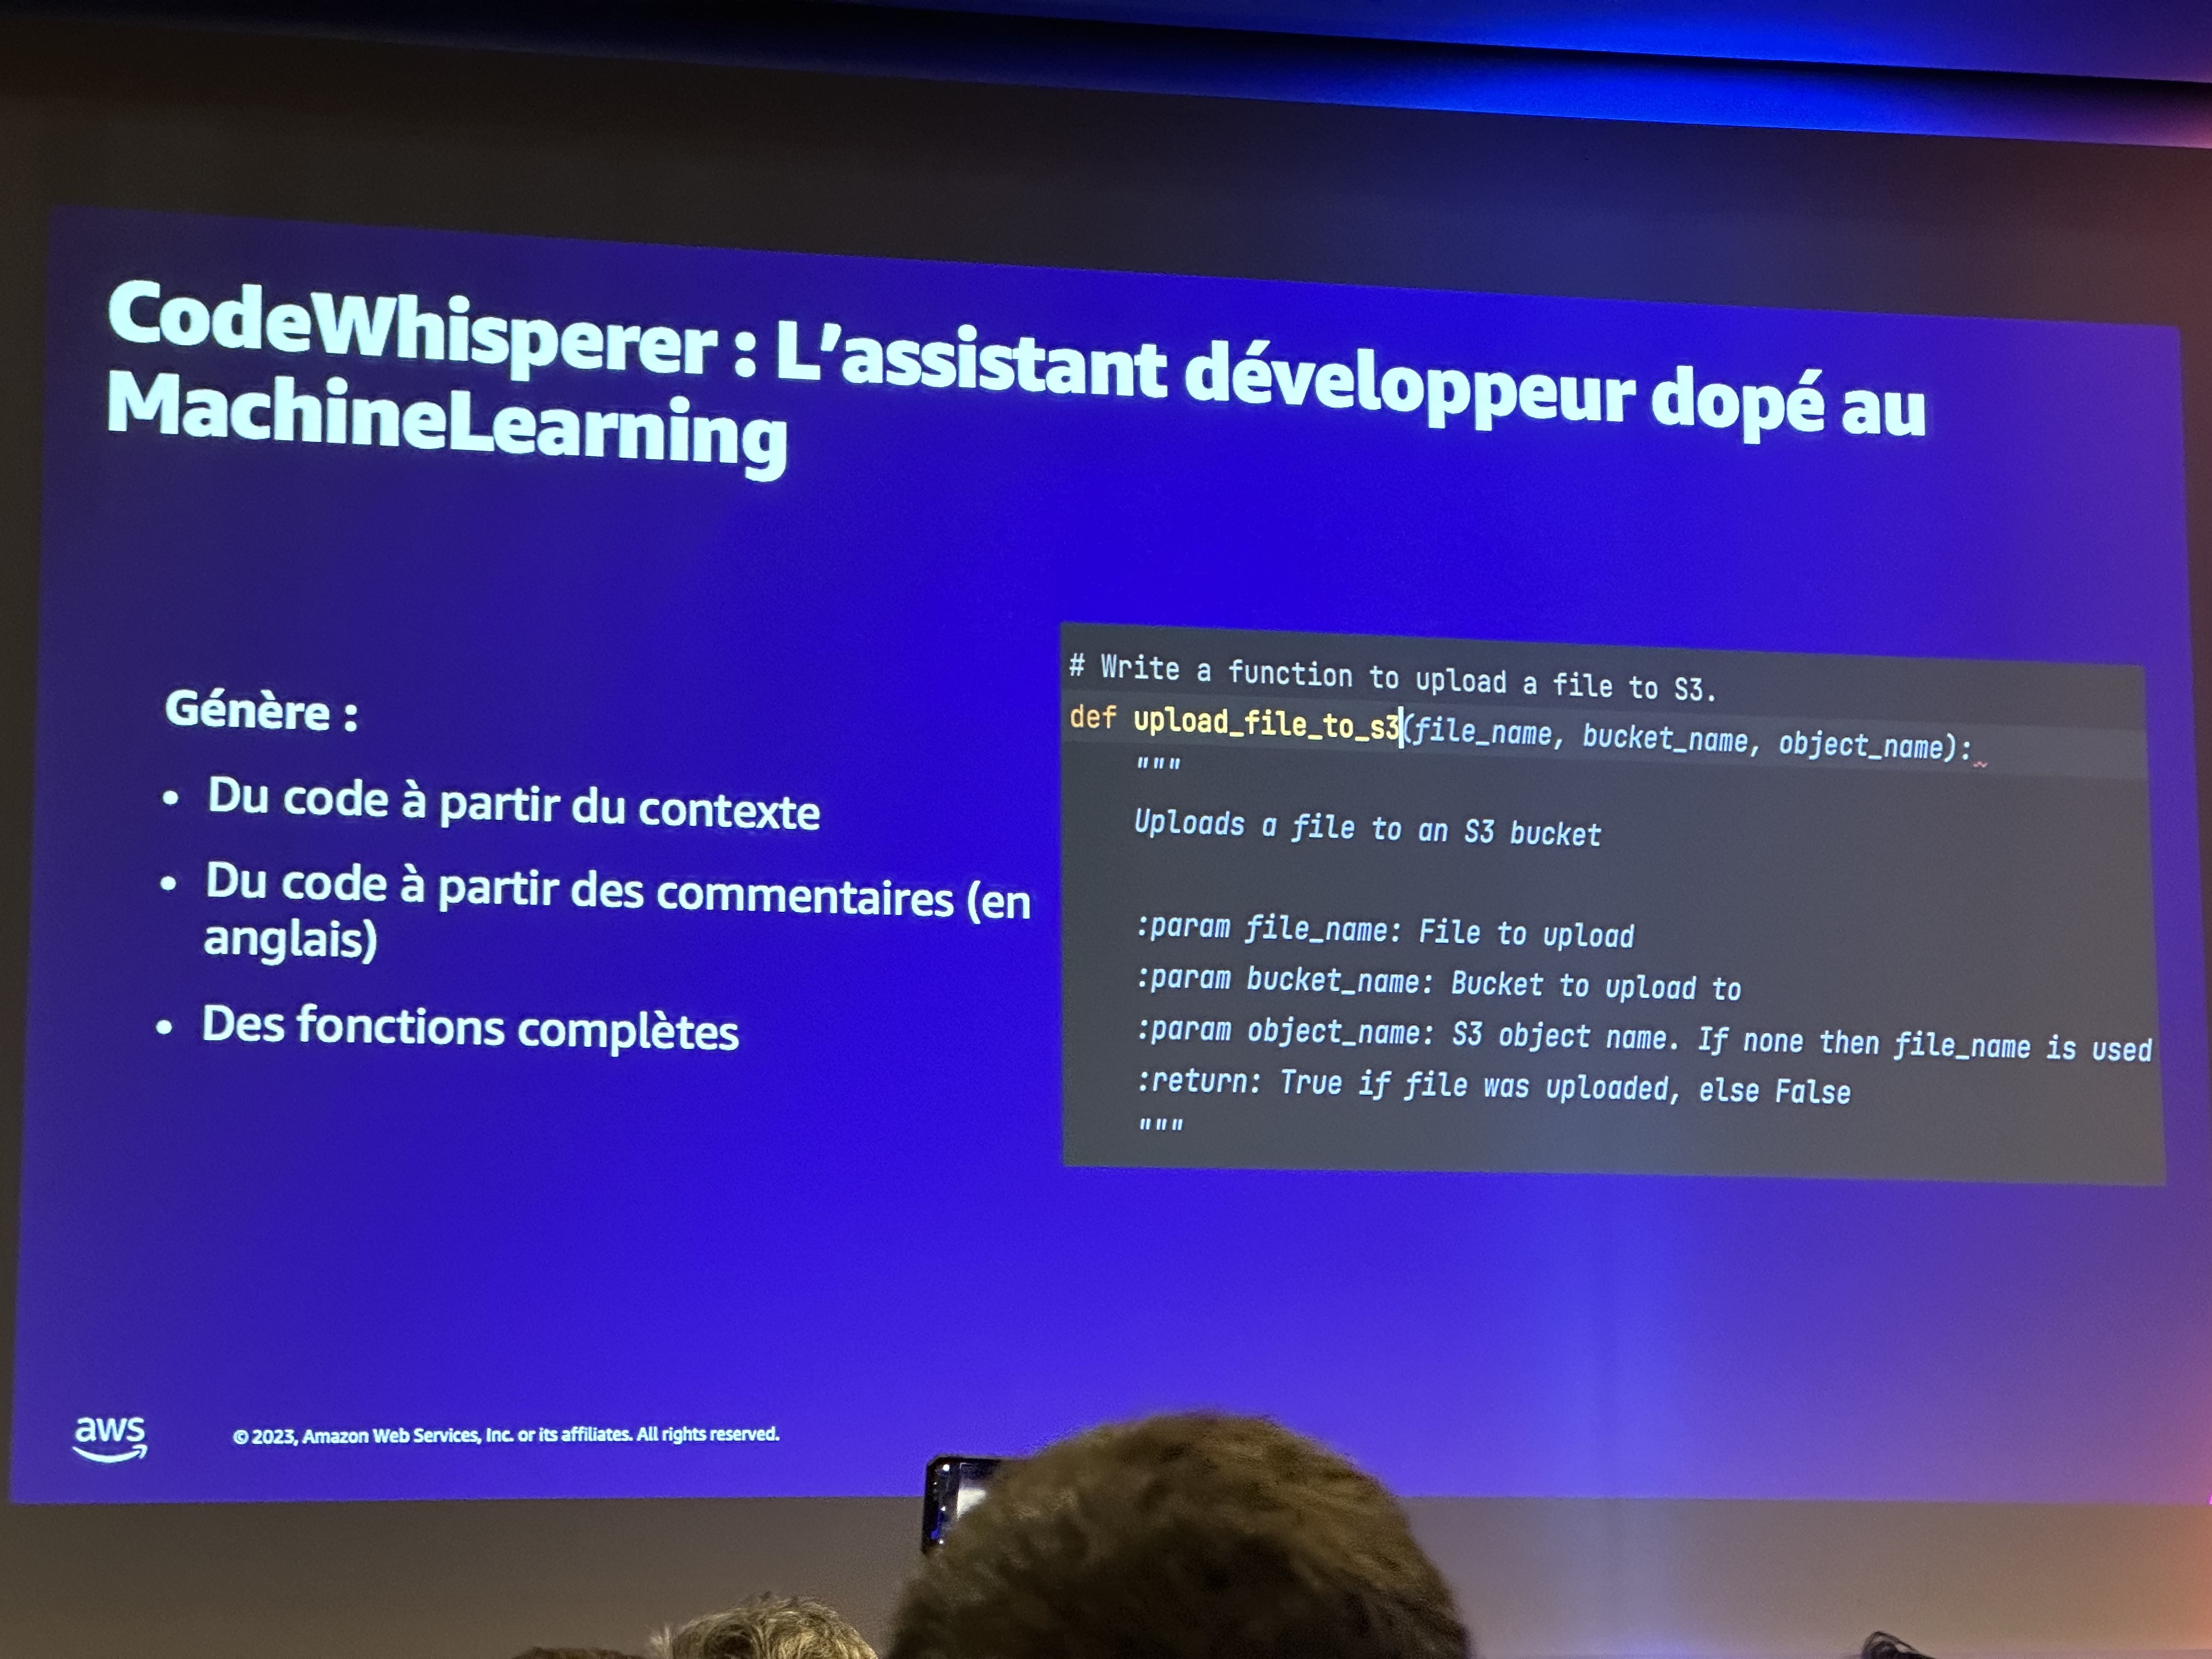 CodeWhisperer : L’assistant développeur dopé au
MachineLearning
Génère :
• Du code à partir du contexte
• Du code à partir des commentaires (en
anglais)
• Des fonctions complètes
# Write a function to upload a file to S3.
def upload_file_to_s3(file_name, bucket_name, object_name):
"""
Uploads a file to an S3 bucket
:param file_name: File to upload
:param bucket_name: Bucket to upload to
:param object_name: S3 object name. If none then file_name is used
:return: True if file was uploaded, else False
"""
aws
© 2023, Amazon Web Services, Inc. or its affiliates. All rights reserved.